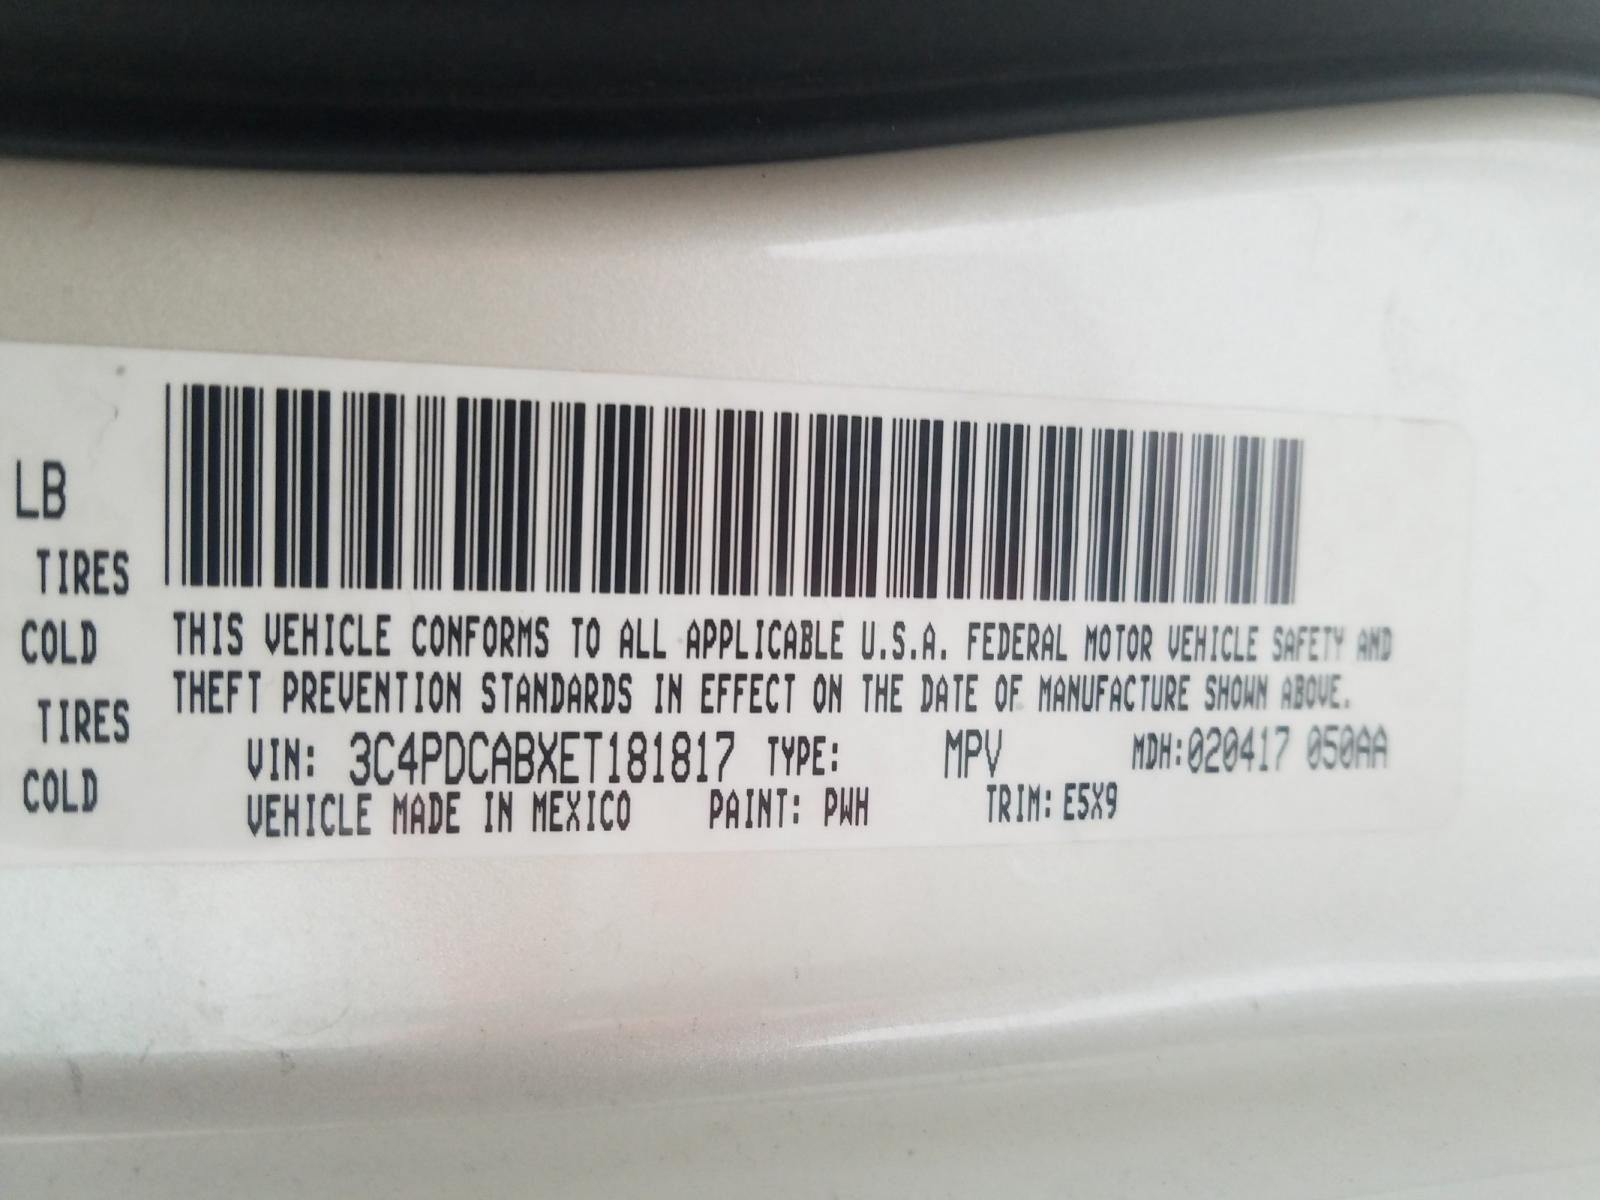 LB
TIRES
COLD
TIRES
COLD
THIS VEHICLE CONFORMS TO ALL APPLICABLE U.S.A. FEDERAL MOTOR VEHICLE SAFETY AND
THEFT PREVENTION STANDARDS IN EFFECT ON THE DATE OF MANUFACTURE SHOWN ABOVE.
VIN: 3C4PDCABXET181817 TYPE: MPV MDH:020417 050AA
VEHICLE MADE IN MEXICO PAINT: PWH TRIM: E5X9